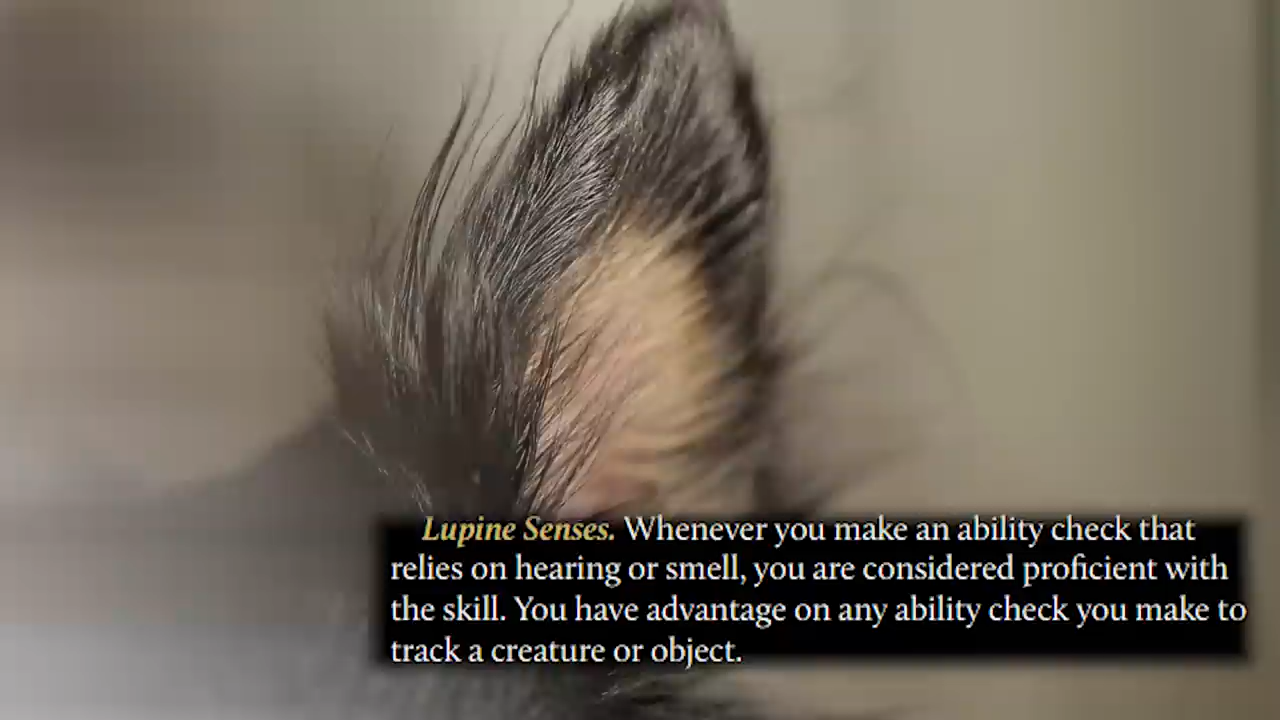 Lupine Senses. Whenever you make an ability check that
relies on hearing or smell, you are considered proficient with
the skill. You have advantage on any ability check you make to
track a creature or object.